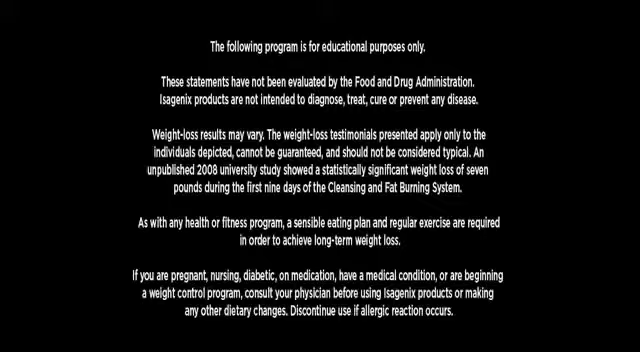 The following program is for educational purposes only.
These statements have not been evaluated by the Food and Drug Administration.
Isagenix products are not intended to diagnose, treat, cure or prevent any disease.
Weight-loss results may vary. The weight-loss testimonials presented apply only to the
individuals depicted, cannot be guaranteed, and should not be considered typical. An
unpublished 2008 university study showed a statistically significant weight loss of seven
pounds during the first nine days of the Cleansing and Fat Burning System.
As with any health or fitness program, a sensible eating plan and regular exercise are required
in order to achieve long-term weight loss.
If you are pregnant, nursing, diabetic, on medication, have a medical condition, or are beginning
a weight control program, consult your physician before using Isagenix products or making
any other dietary changes. Discontinue use if allergic reaction occurs.